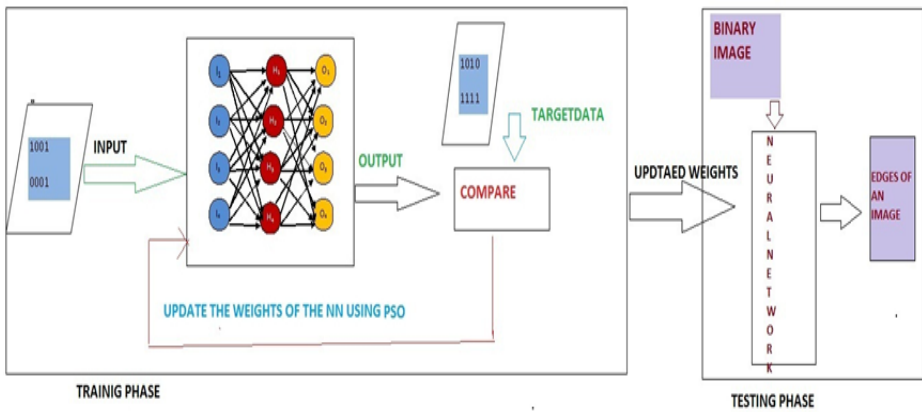 1001
0001
INPUT
I₁
I₂
I₃
I₄
H₁
H₂
H₃
H₄
O₁
O₂
O₃
O₄
OUTPUT
1010
1111
TARGETDATA
COMPARE
UPDATE THE WEIGHTS OF THE NN USING PSO
TRAINIG PHASE
UPDTAED WEIGHTS
BINARY
IMAGE
NEURALNETWORK
EDGES OF
AN
IMAGE
TESTING PHASE